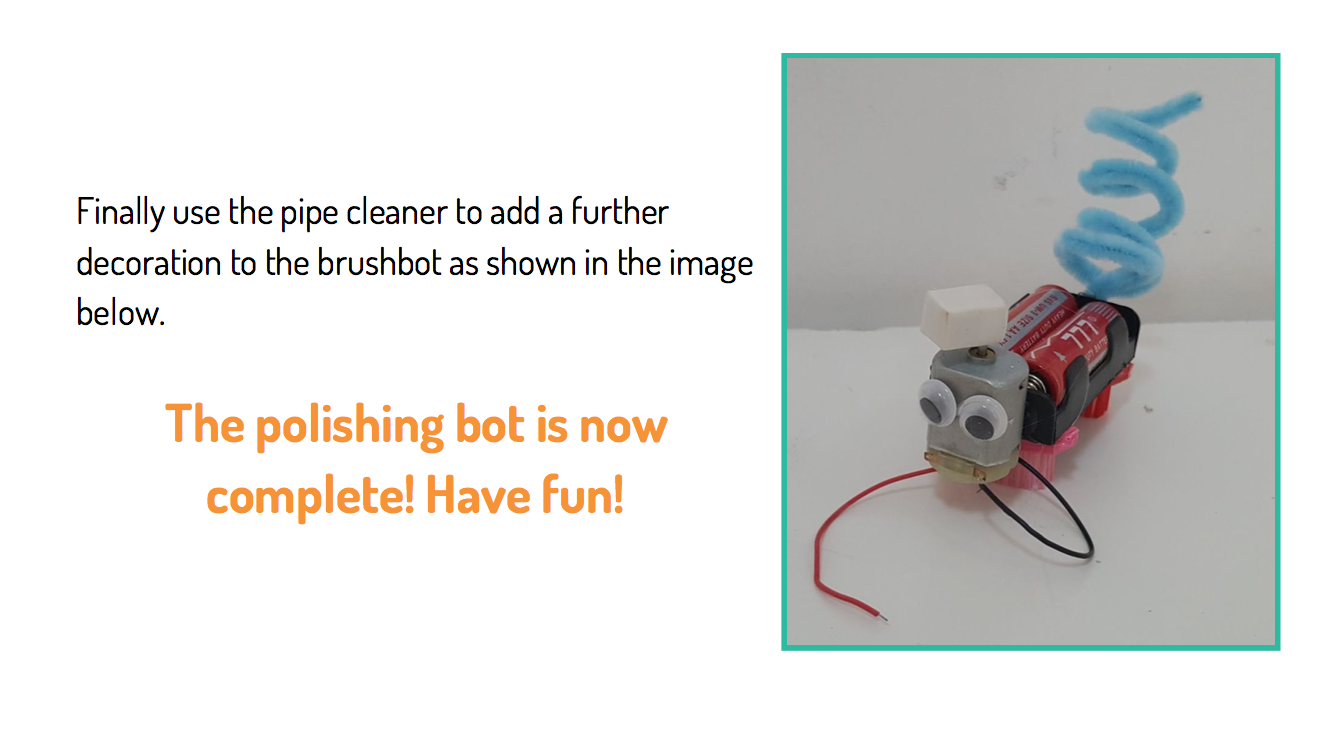 Finally use the pipe cleaner to add a further
decoration to the brushbot as shown in the image
below.
The polishing bot is now
complete! Have fun!
777